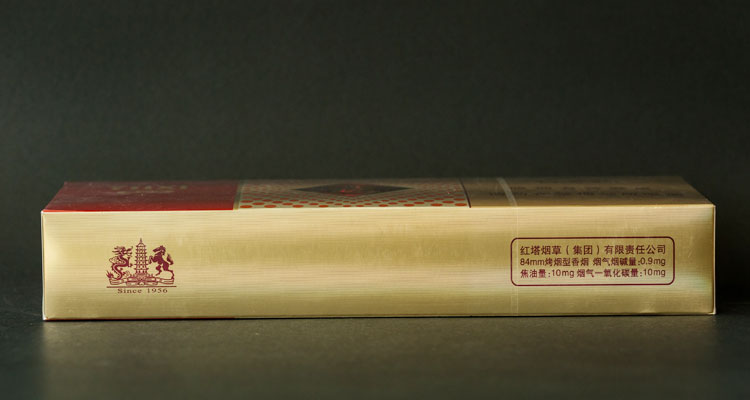 Since 1956
红塔烟草(集团)有限责任公司
84mm烤烟型香烟 烟气烟碱量:0.9mg
焦油量:10mg 烟气一氧化碳量:10mg